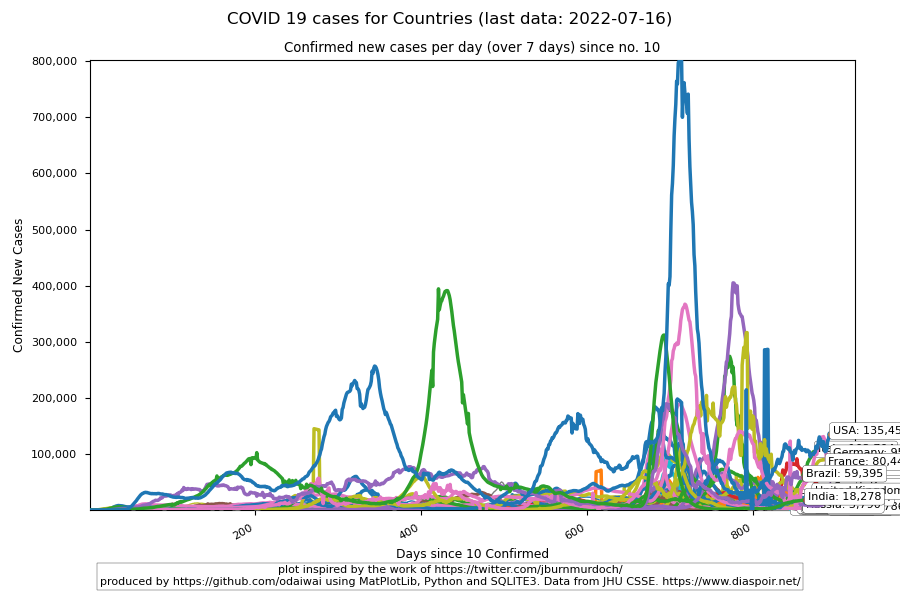 COVID 19 cases for Countries (last data: 2022-07-16)
Confirmed new cases per day (over 7 days) since no. 10
800,000
700,000
600,000
500,000
400,000
300,000
200,000
100,000
Confirmed New Cases
USA: 135,45
Germany: 95
France: 80,44
Brazil: 59,395
India: 18,278
200
400
600
800
Days since 10 Confirmed
plot inspired by the work of https://twitter.com/jburnmurdoch/
produced by https://github.com/odaiwai using MatPlotLib, Python and SQLITE3. Data from JHU CSSE. https://www.diaspoir.net/